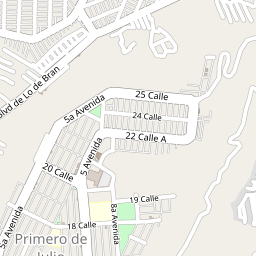 25 Calle
Blvd de Lo de Bran
5a Avenida
24 Calle
22 Calle A
5 Avenida
20 Calle
19 Calle
5a Avenida
8a Avenida
18 Calle
Primero de
Julio